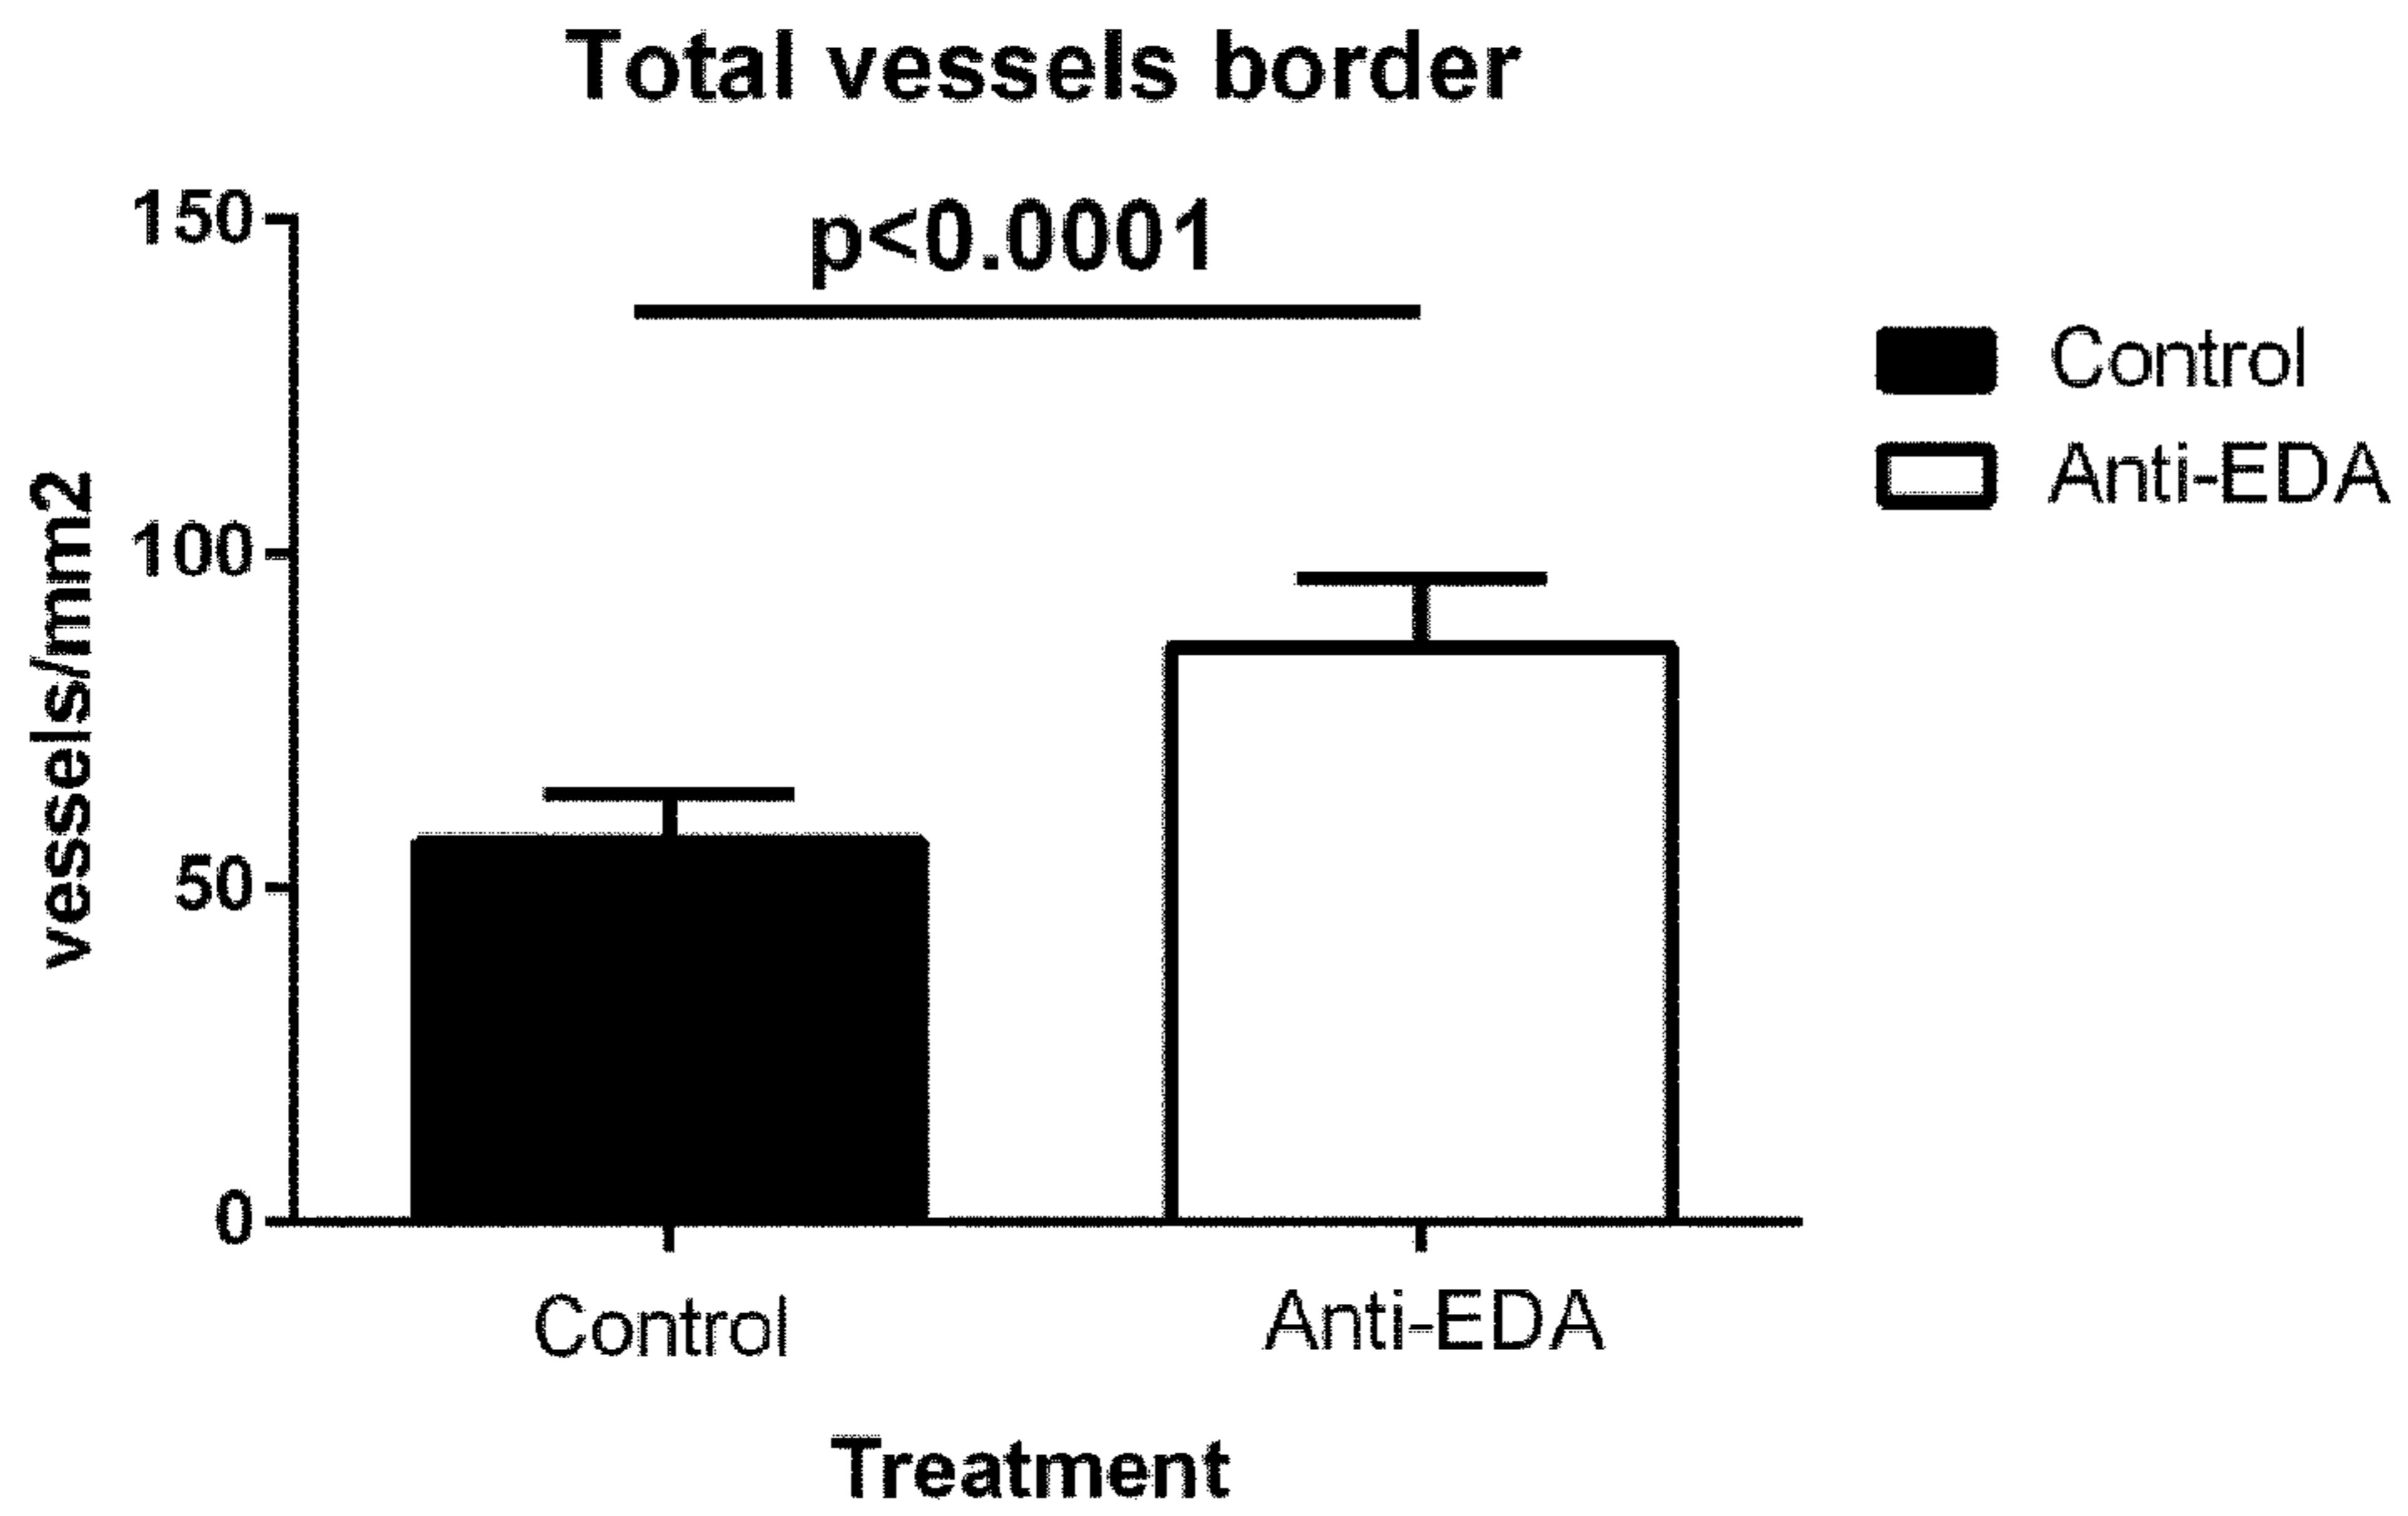 Total vessels border
p<0.0001
150
100
50
0
vessels/mm2
Control
Anti-EDA
Control
Anti-EDA
Treatment